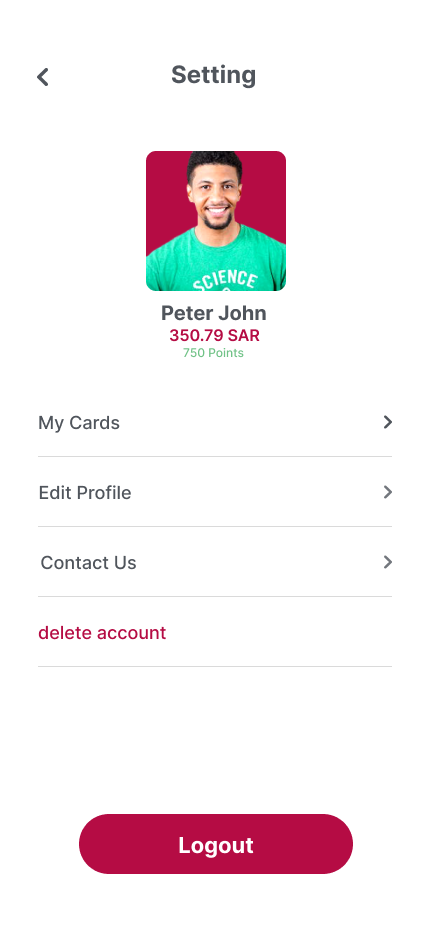 Setting
SCIENCE
Peter John
350.79 SAR
750 Points
My Cards
Edit Profile
Contact Us
delete account
Logout